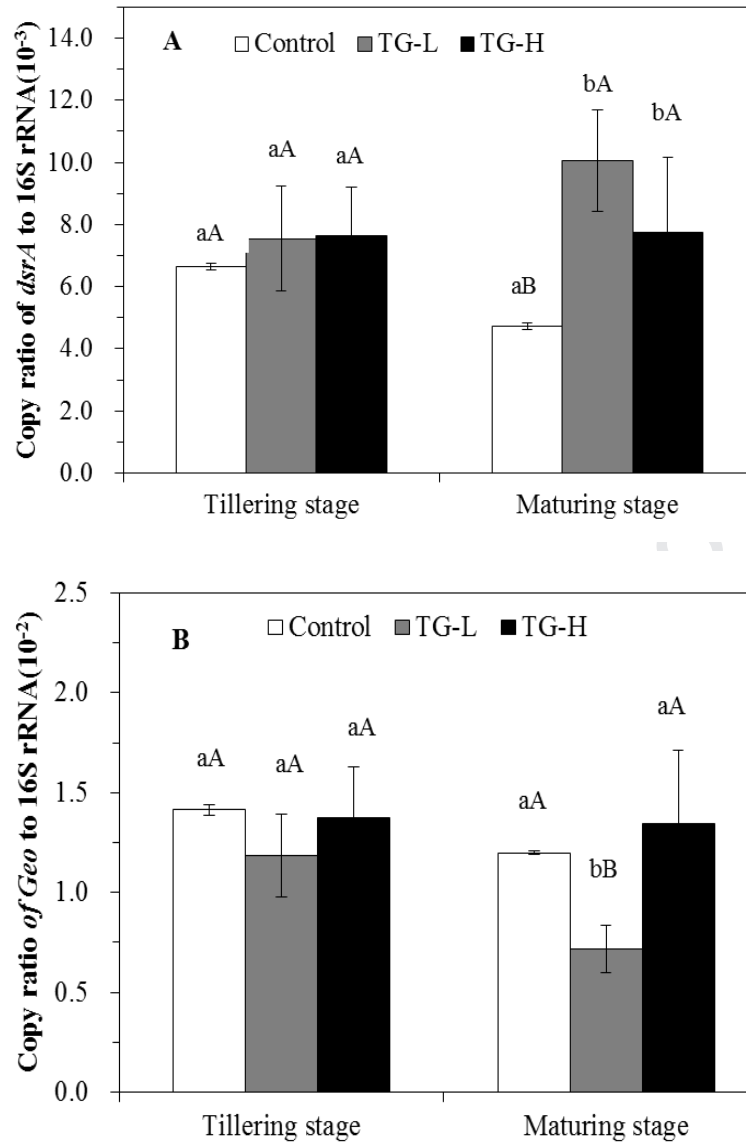 14.0
12.0
10.0
8.0
6.0
4.0
2.0
0.0
Copy ratio of dsrA to 16S rRNA(10-3)
A
Control TG-L TG-H
aA
aA
aA
aB
bA
bA
Tillering stage Maturing stage
2.5
2.0
1.5
1.0
0.5
0.0
Copy ratio of Geo to 16S rRNA(10-2)
B
Control TG-L TG-H
aA
aA
aA
aA
bB
aA
Tillering stage Maturing stage